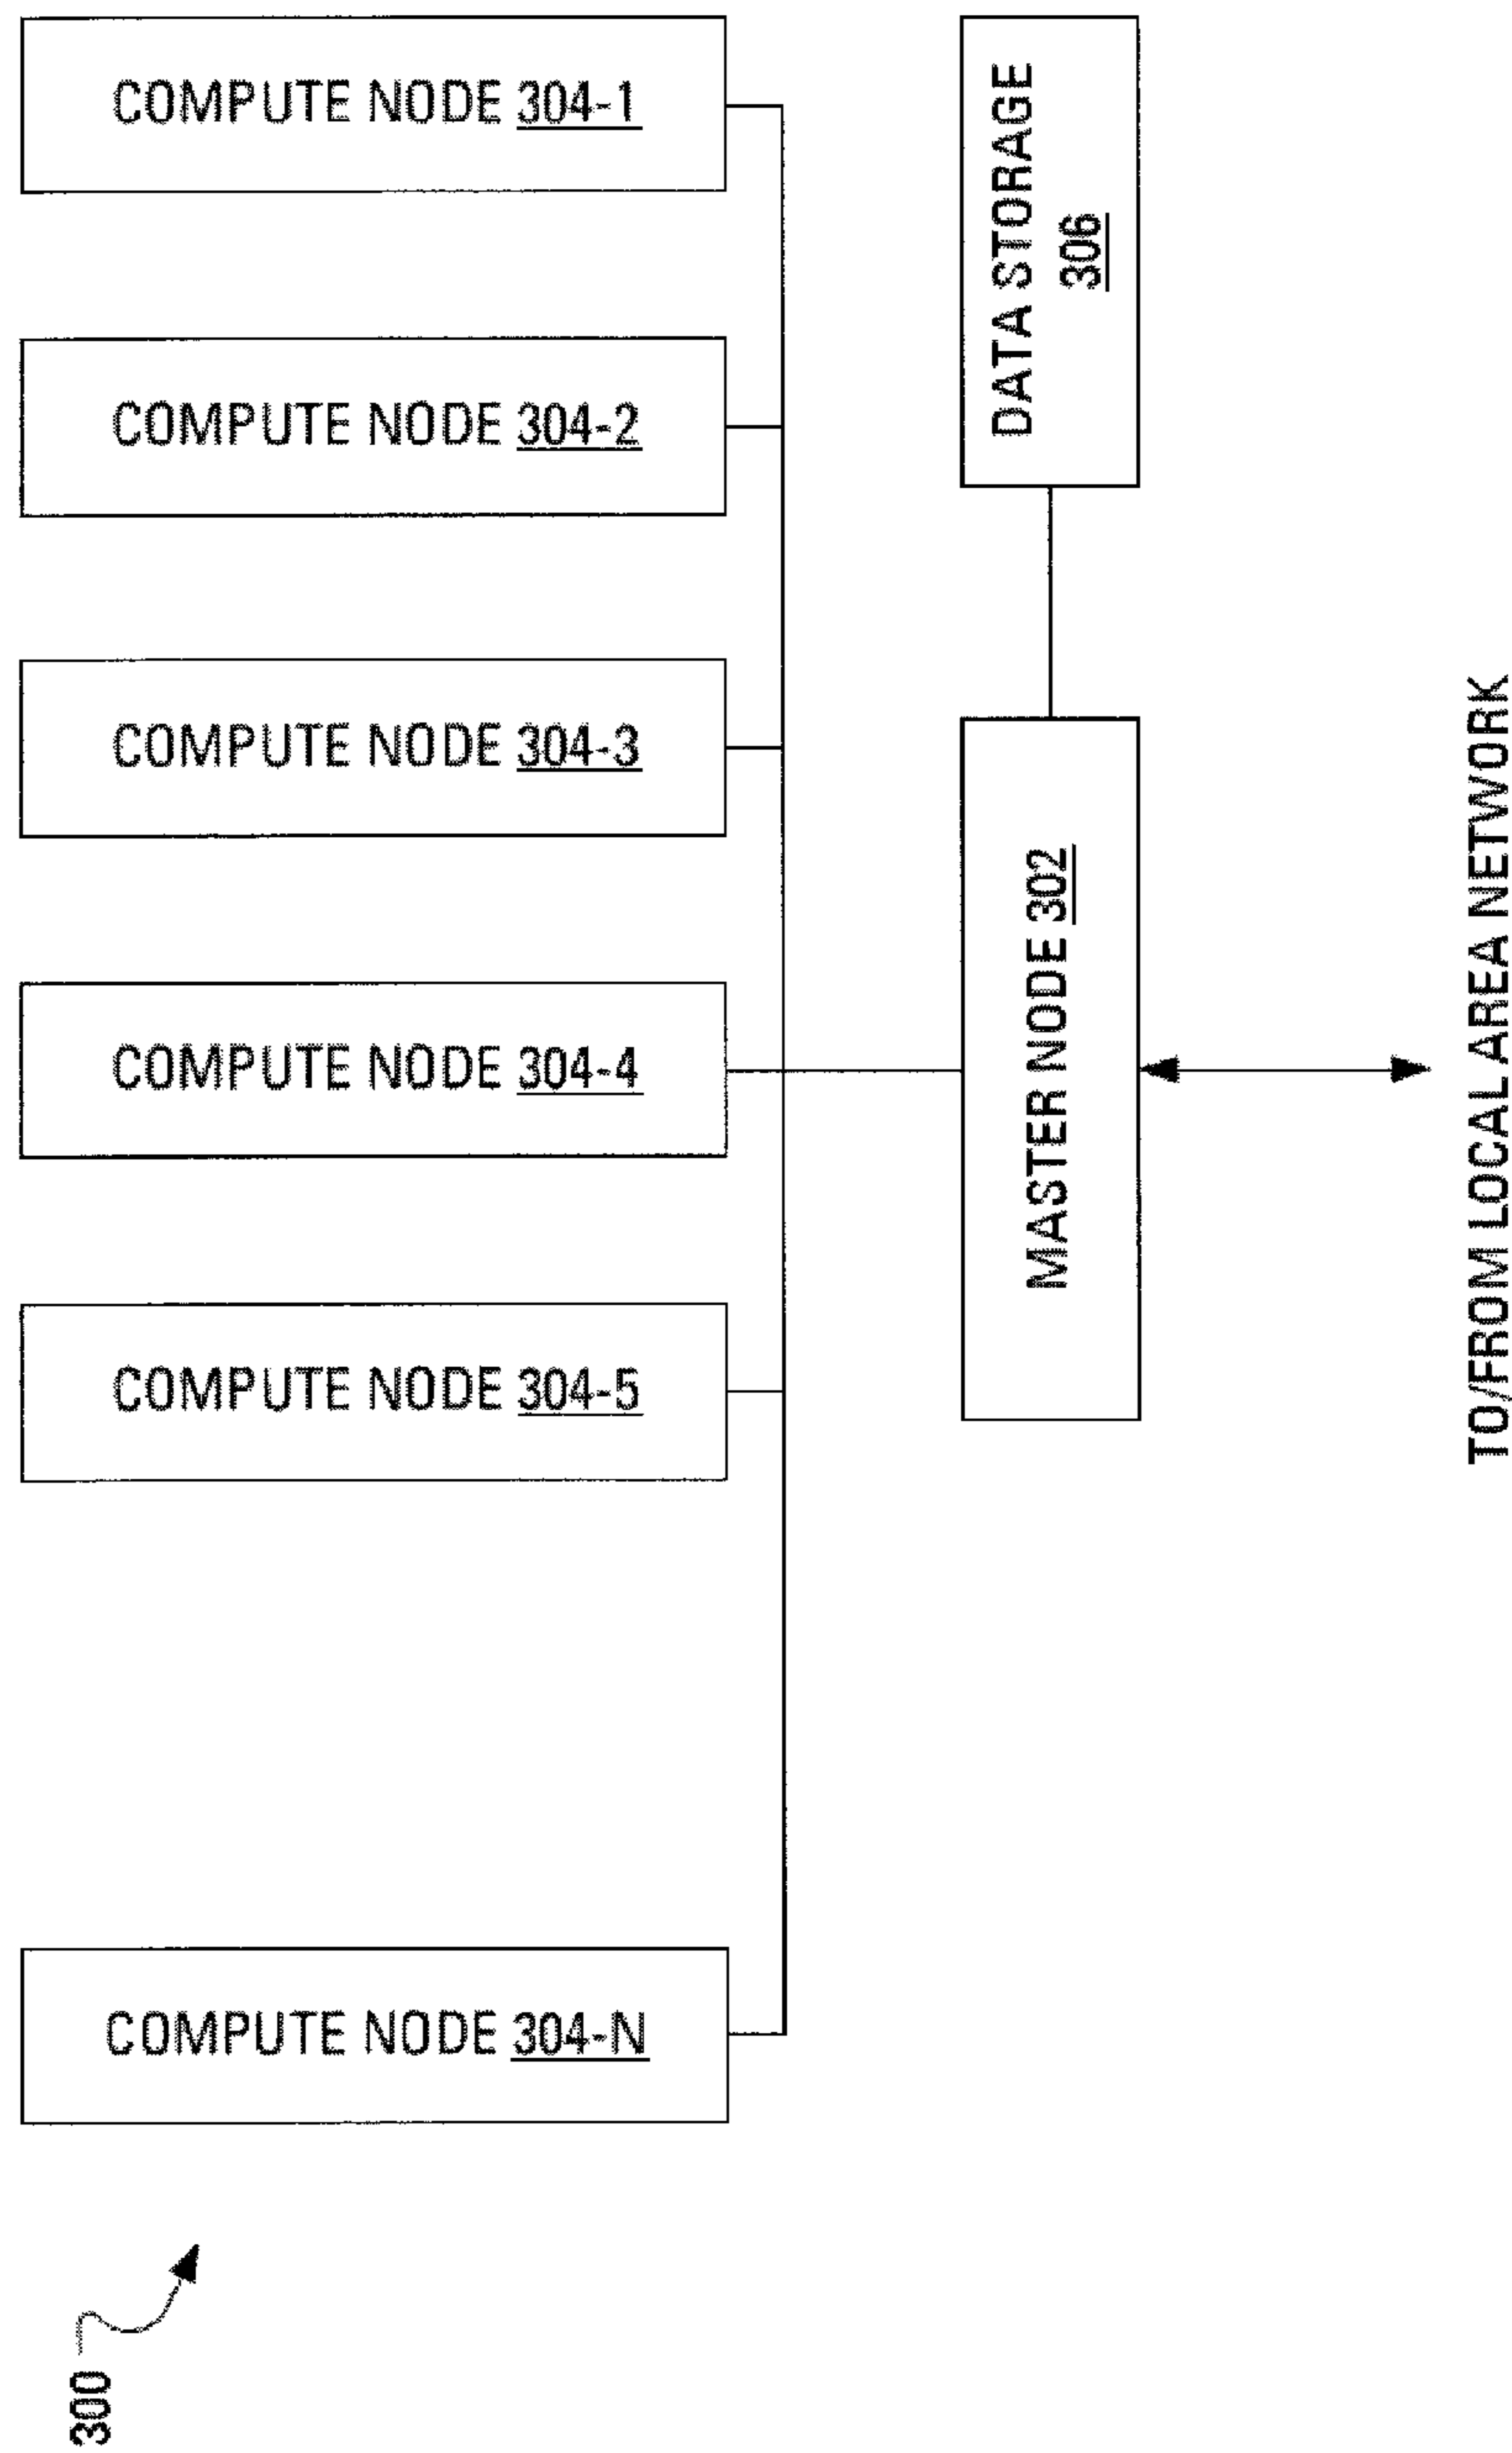 COMPUTE NODE 304-1
COMPUTE NODE 304-2
COMPUTE NODE 304-3
COMPUTE NODE 304-4
COMPUTE NODE 304-5
COMPUTE NODE 304-N
DATA STORAGE
306
MASTER NODE 302
TO/FROM LOCAL AREA NETWORK
300